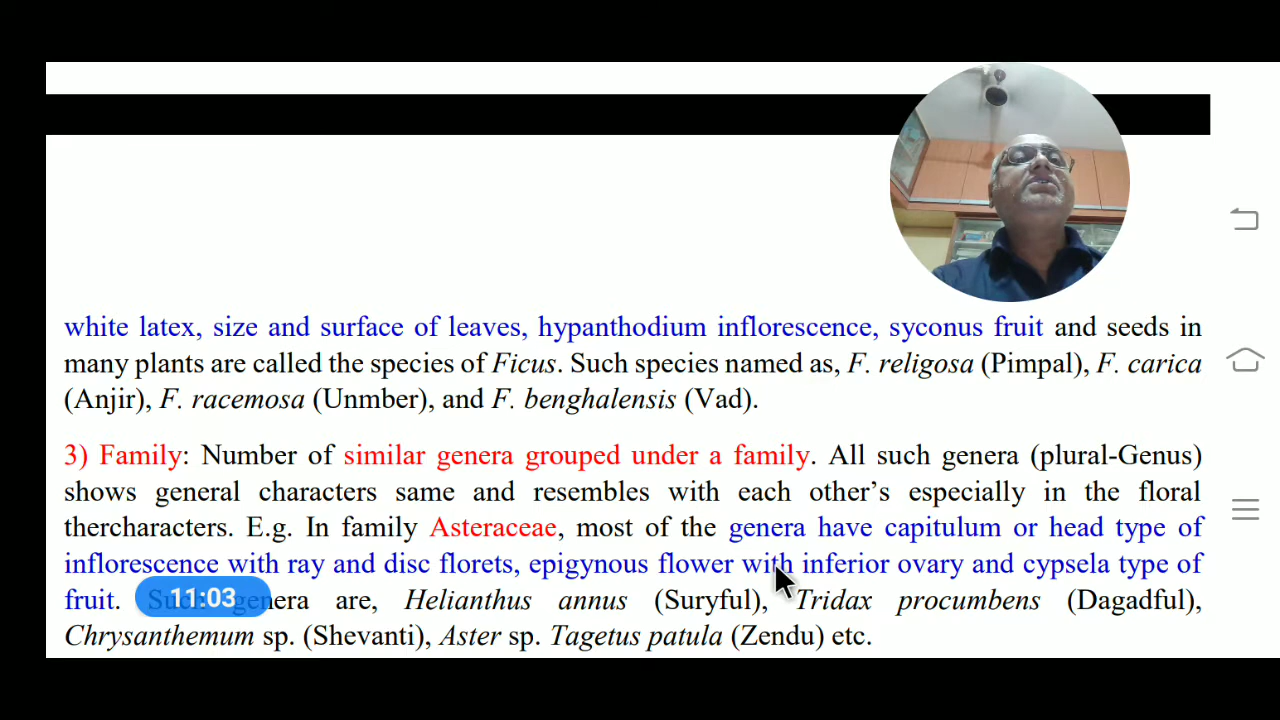 white latex, size and surface of leaves, hypanthodium inflorescence, syconus fruit and seeds in
many plants are called the species of Ficus. Such species named as, F. religosa (Pimpal), F. carica
(Anjir), F. racemosa (Unmber), and F. benghalensis (Vad).
3) Family: Number of similar genera grouped under a family. All such genera (plural-Genus)
shows general characters same and resembles with each other's especially in the floral
thercharacters. E.g. In family Asteraceae, most of the genera have capitulum or head type of
inflorescence with ray and disc florets, epigynous flower with inferior ovary and cypsela type of
fruit. Such genera are, Helianthus annus (Suryful), Tridax procumbens (Dagadful),
11:03
Chrysanthemum sp. (Shevanti), Aster sp. Tagetus patula (Zendu) etc.